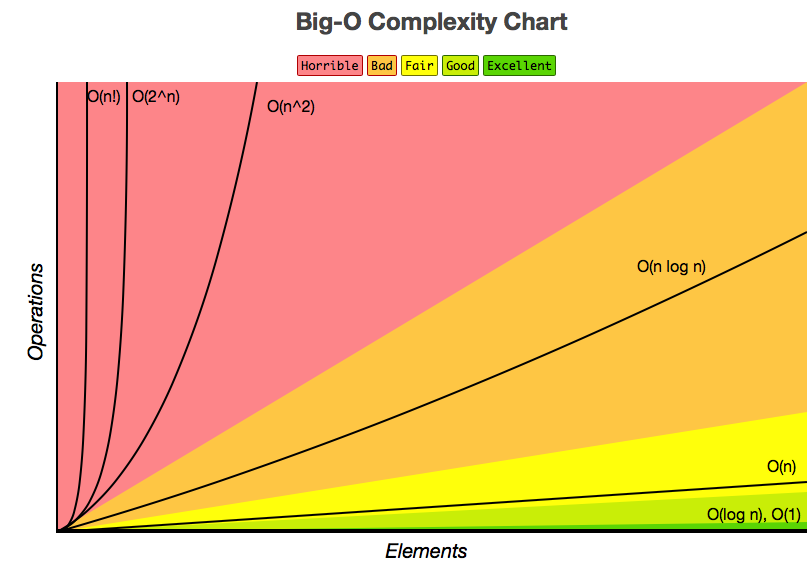 Big-O Complexity Chart
Horrible Bad Fair Good Excellent
O(n!) O(2^n)
O(n^2)
O(n log n)
O(n)
O(log n), O(1)
Operations
Elements